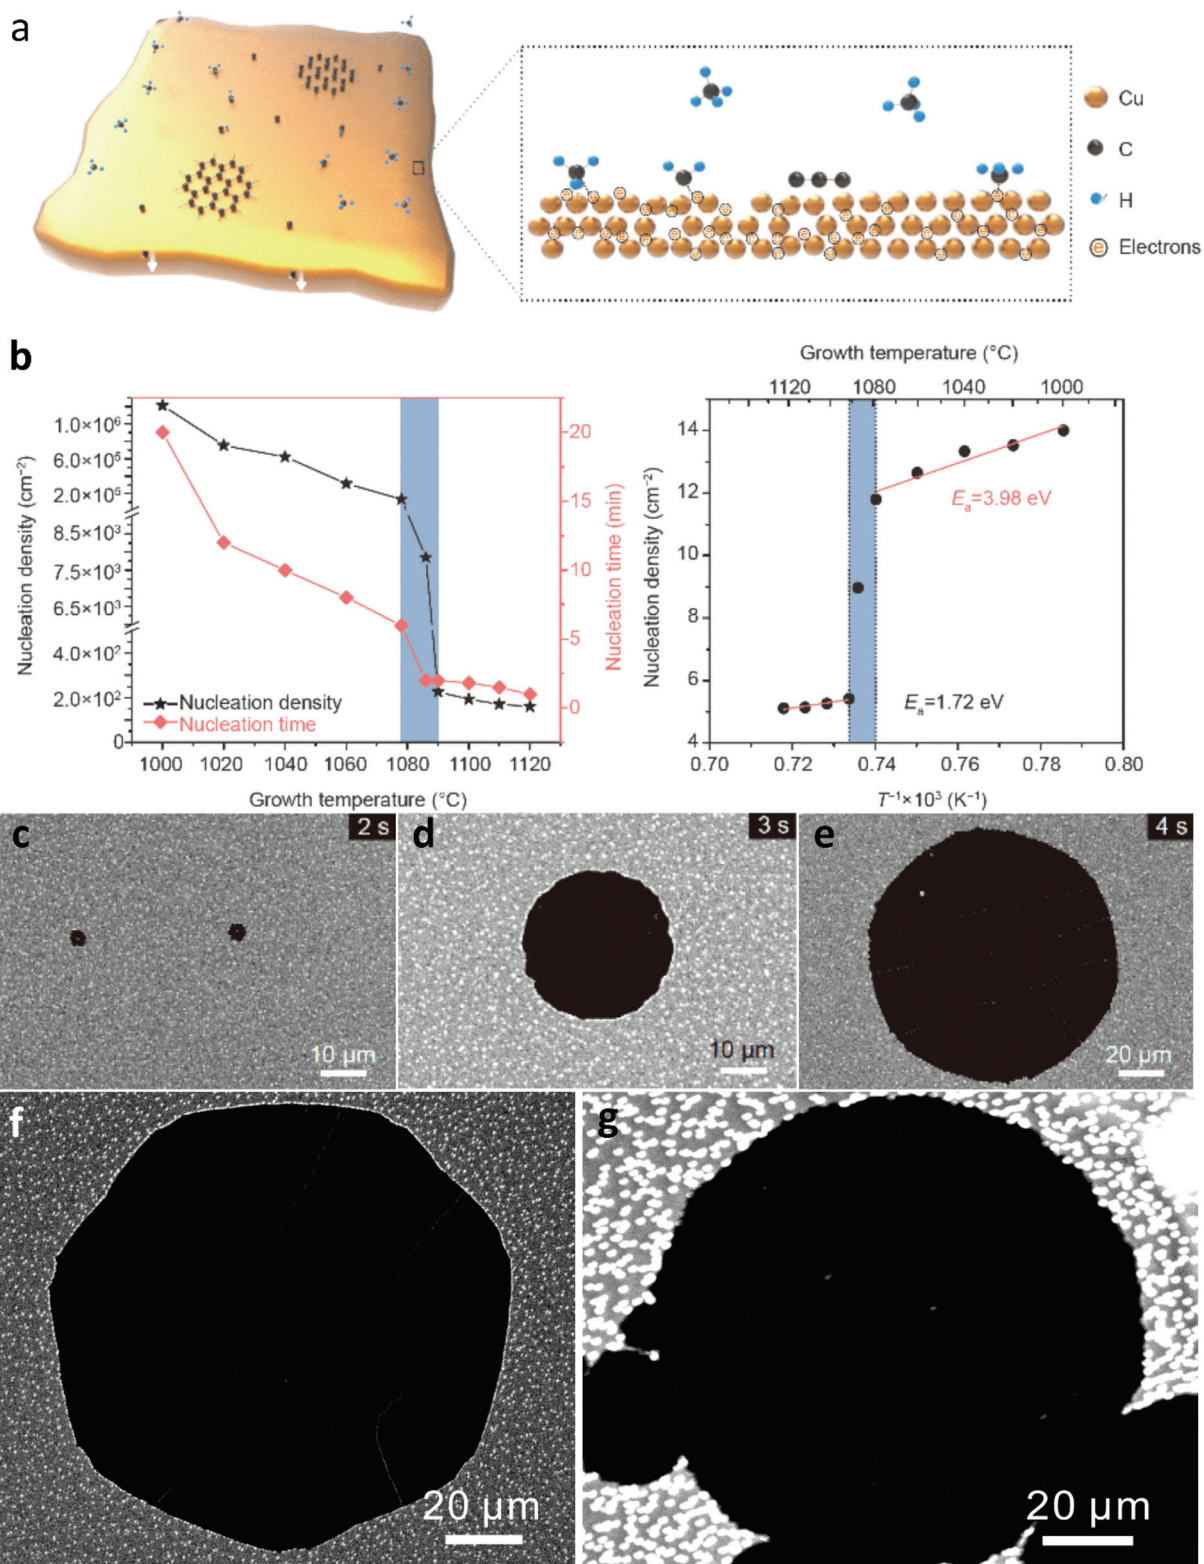 a
Cu
C
H
e Electrons
b
Nucleation density (cm⁻²)
1.0×10⁶
6.0×10⁵
2.0×10⁵
8.5×10³
7.5×10³
6.5×10³
4.0×10²
2.0×10²
0
20
15
10
5
0
Nucleation time (min)
Nucleation density
Nucleation time
1000 1020 1040 1060 1080 1100 1120
Growth temperature (°C)
Growth temperature (°C)
1120 1080 1040 1000
Nucleation density (cm⁻²)
14
12
10
8
6
4
Eₐ=3.98 eV
Eₐ=1.72 eV
0.70 0.72 0.74 0.76 0.78 0.80
T⁻¹×10³ (K⁻¹)
c 2 s
10 μm
d 3 s
10 μm
e 4 s
20 μm
f
20 μm
g
20 μm